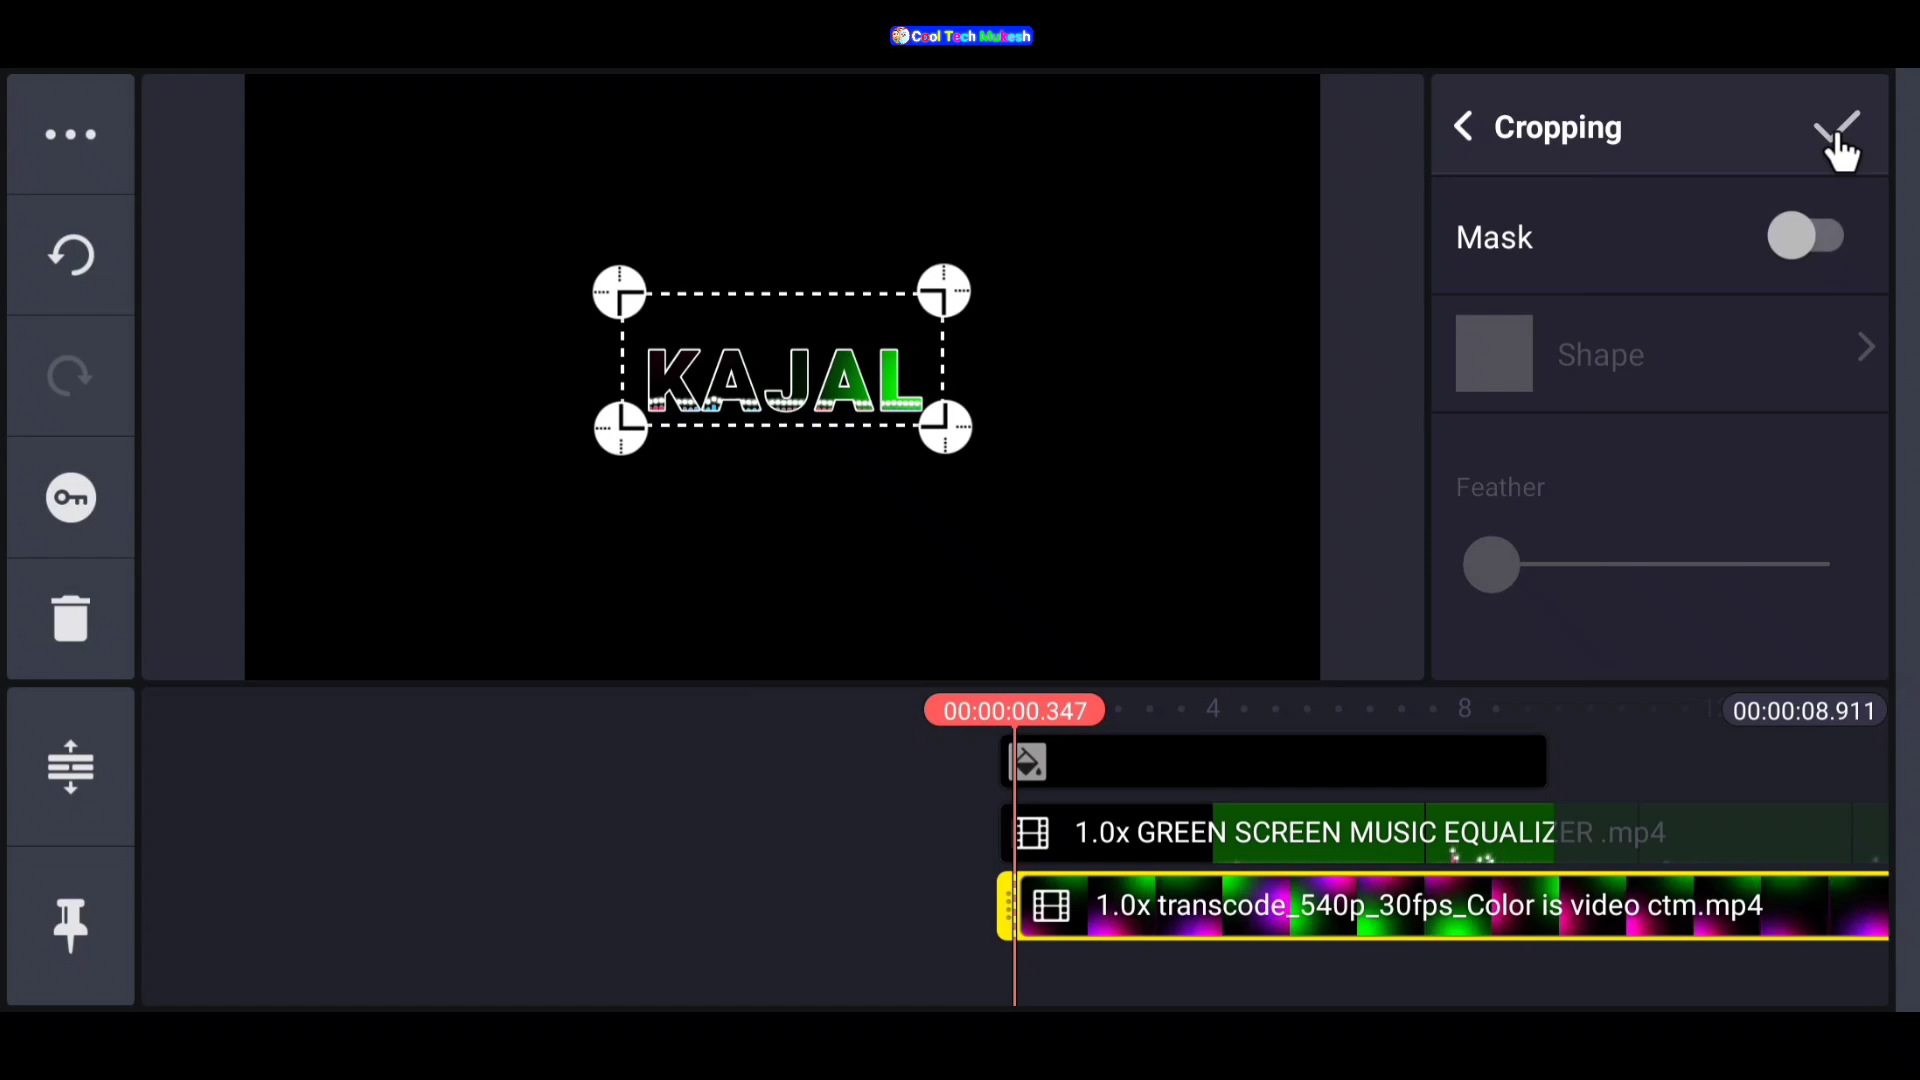 Cool Tech Mukesh
Cropping
Mask
Shape
Feather
KAJAL
00:00:00.347
4
8
00:00:08.911
1.0x GREEN SCREEN MUSIC EQUALIZER .mp4
1.0x transcode_540p_30fps_Color is video ctm.mp4